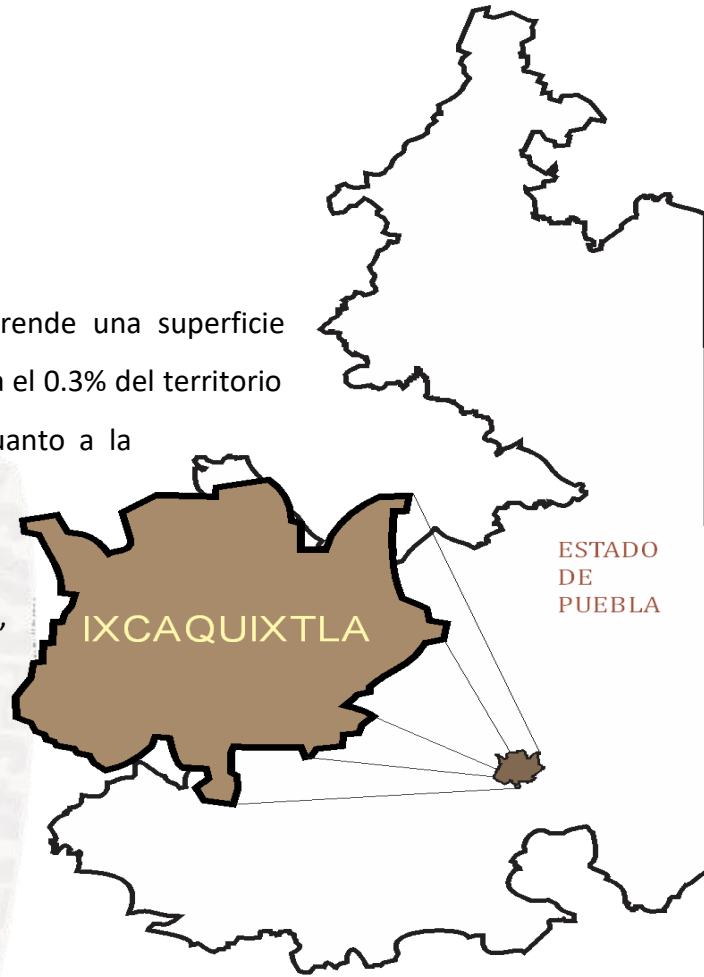 rende una superficie
el 0.3% del territorio
uanto a la
,
IXCAQUIXTLA
ESTADO
DE
PUEBLA